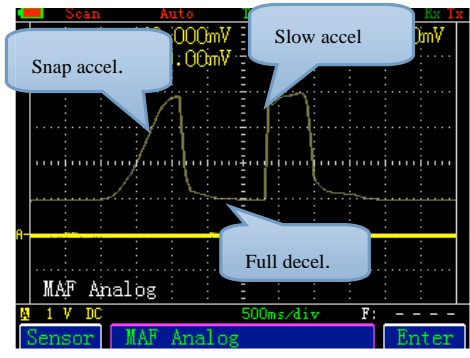 Scan Auto Rx Tx
000mV
Slow accel
mV
.00mV
Snap accel.
A
Full decel.
MAF Analog
A 1 V DC 500ms/div F: - - - -
Sensor MAF Analog Enter